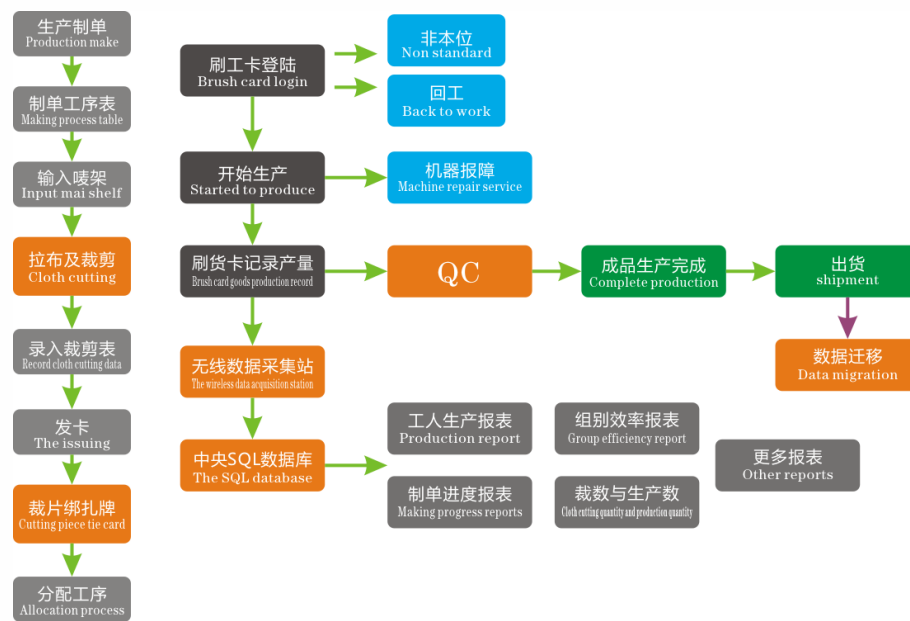 生产制单
Production make
制单工序表
Making process table
输入唛架
Input mai shelf
拉布及裁剪
Cloth cutting
录入裁剪表
Record cloth cutting data
发卡
The issuing
裁片绑扎牌
Cutting piece tie card
分配工序
Allocation process
刷工卡登陆
Brush card login
非本位
Non standard
回工
Back to work
开始生产
Started to produce
机器报障
Machine repair service
刷货卡记录产量
Brush card goods production record
QC
成品生产完成
Complete production
出货
shipment
数据迁移
Data migration
无线数据采集站
The wireless data acquisition station
中央SQL数据库
The SQL database
工人生产报表
Production report
组别效率报表
Group efficiency report
更多报表
Other reports
制单进度报表
Making progress reports
裁数与生产数
Cloth cutting quantity and production quantity